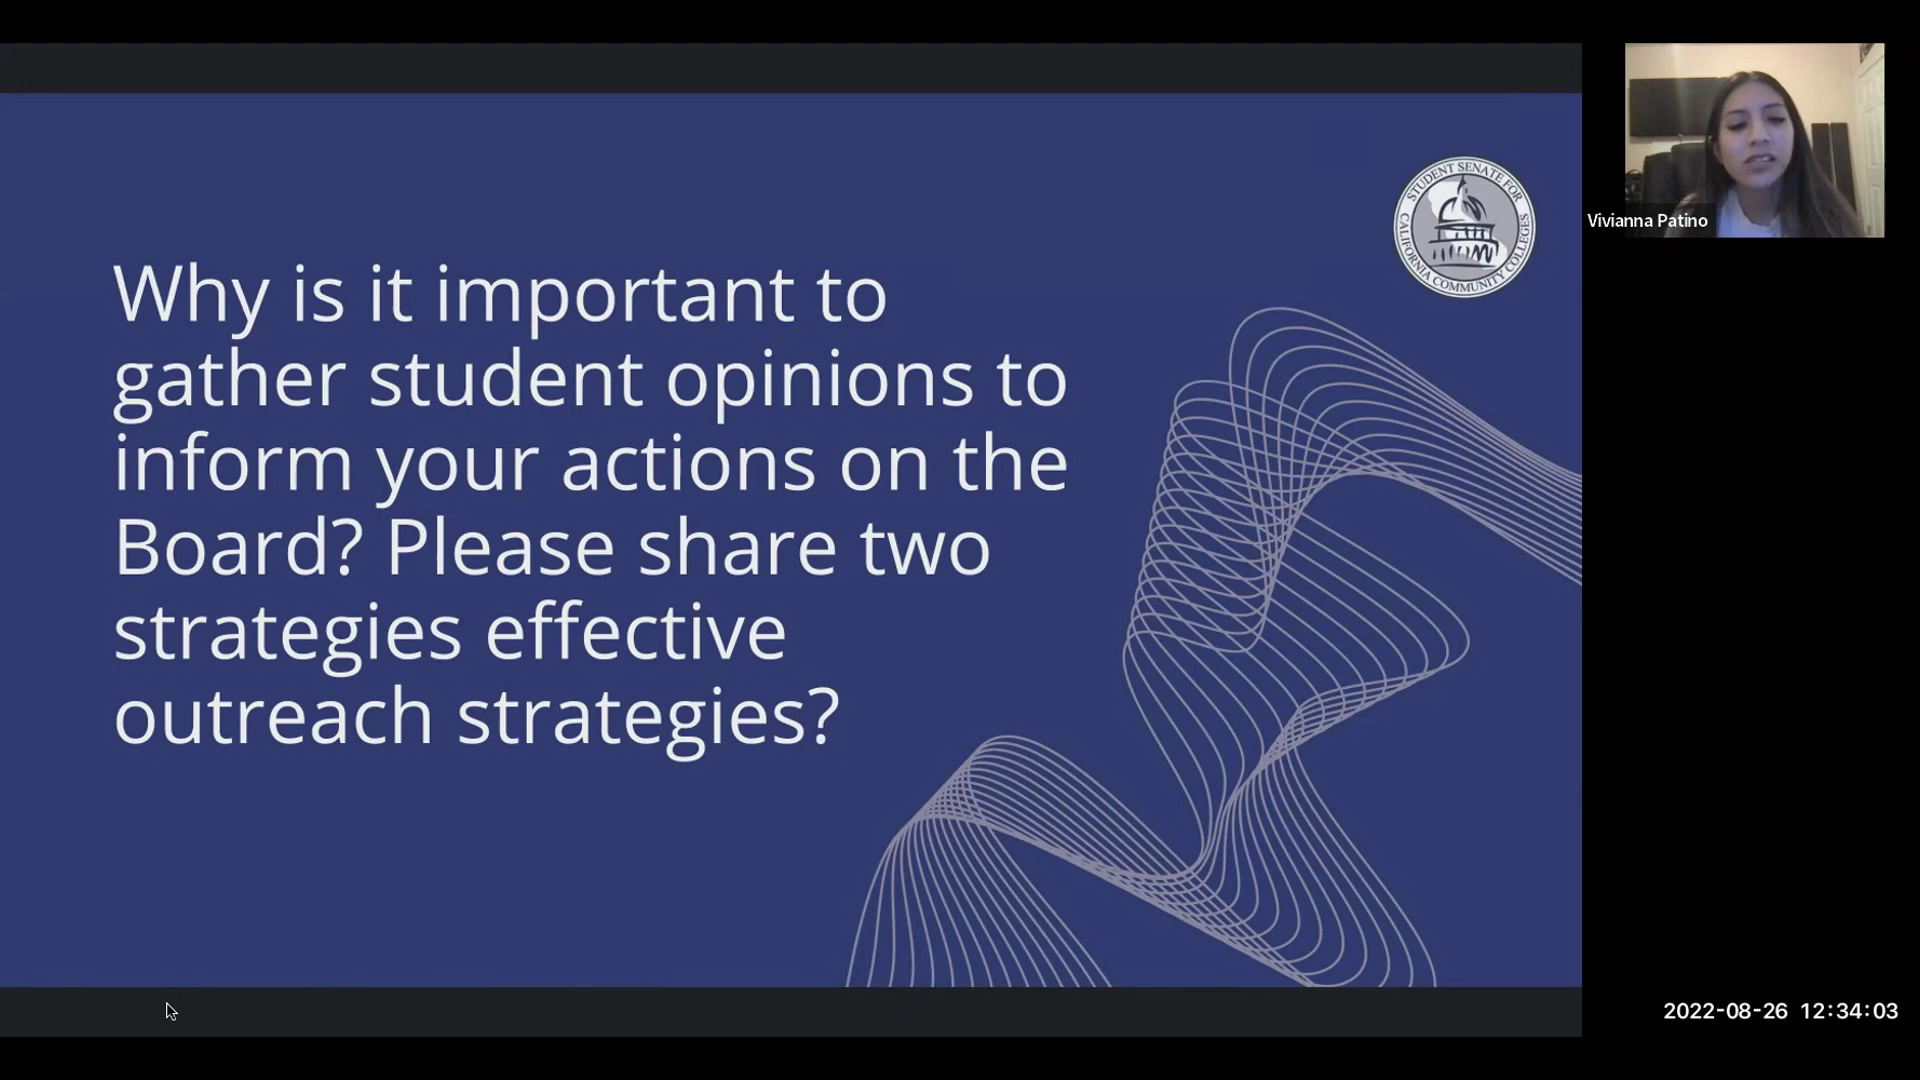 Why is it important to
gather student opinions to
inform your actions on the
Board? Please share two
strategies effective
outreach strategies?
STUDENT SENATE FOR
CALIFORNIA COMMUNITY COLLEGES
Vivianna Patino
2022-08-26 12:34:03